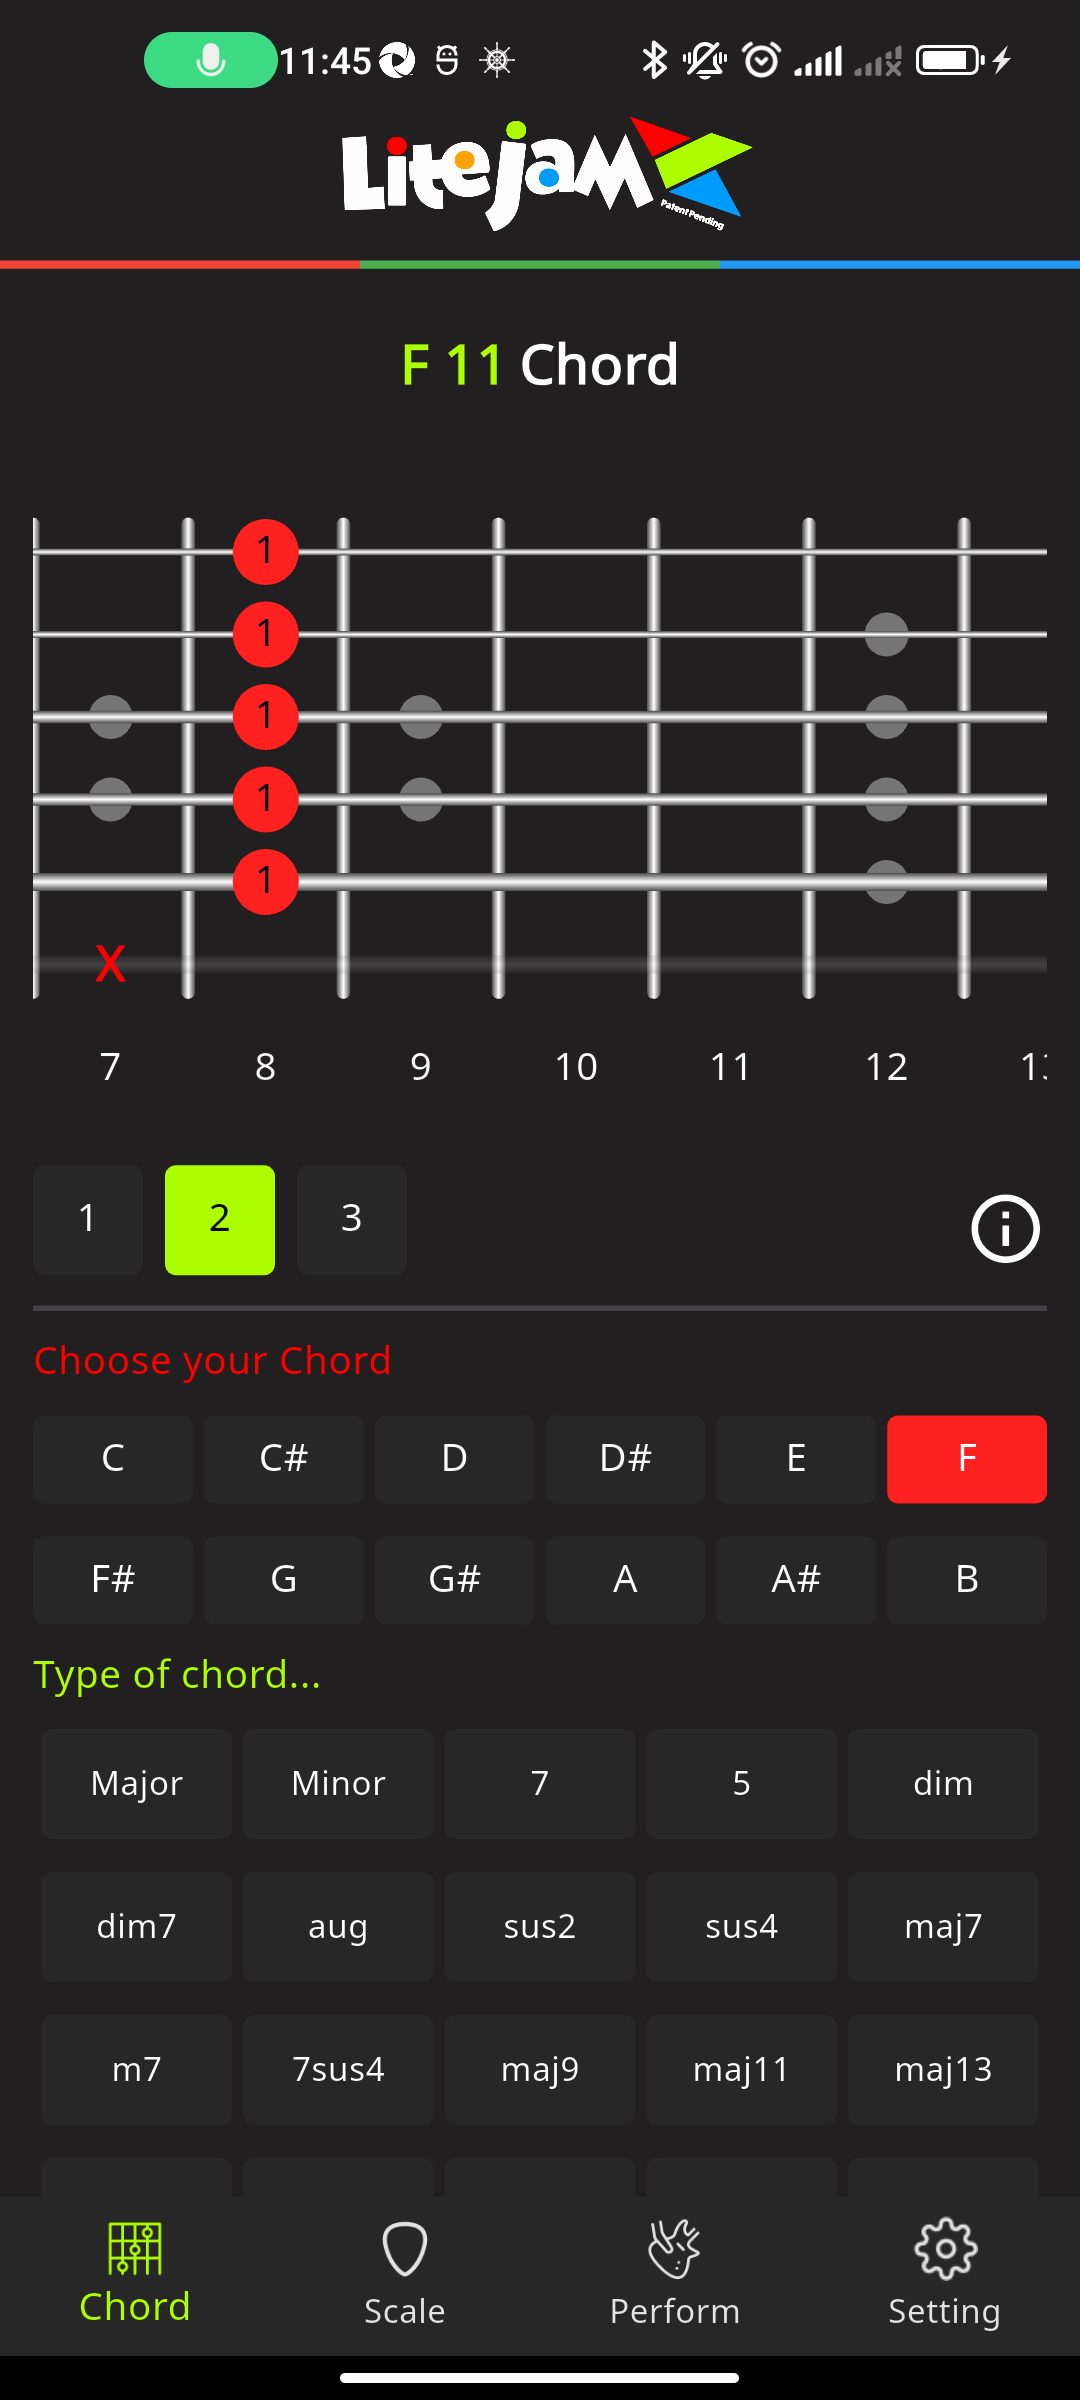 11:45
LiteJam
Patent Pending
F 11 Chord
1
1
1
1
1
X
7 8 9 10 11 12
1 2 3
Choose your Chord
C C# D D# E F
F# G G# A A# B
Type of chord...
Major Minor 7 5 dim
dim7 aug sus2 sus4 maj7
m7 7sus4 maj9 maj11 maj13
Chord Scale Perform Setting